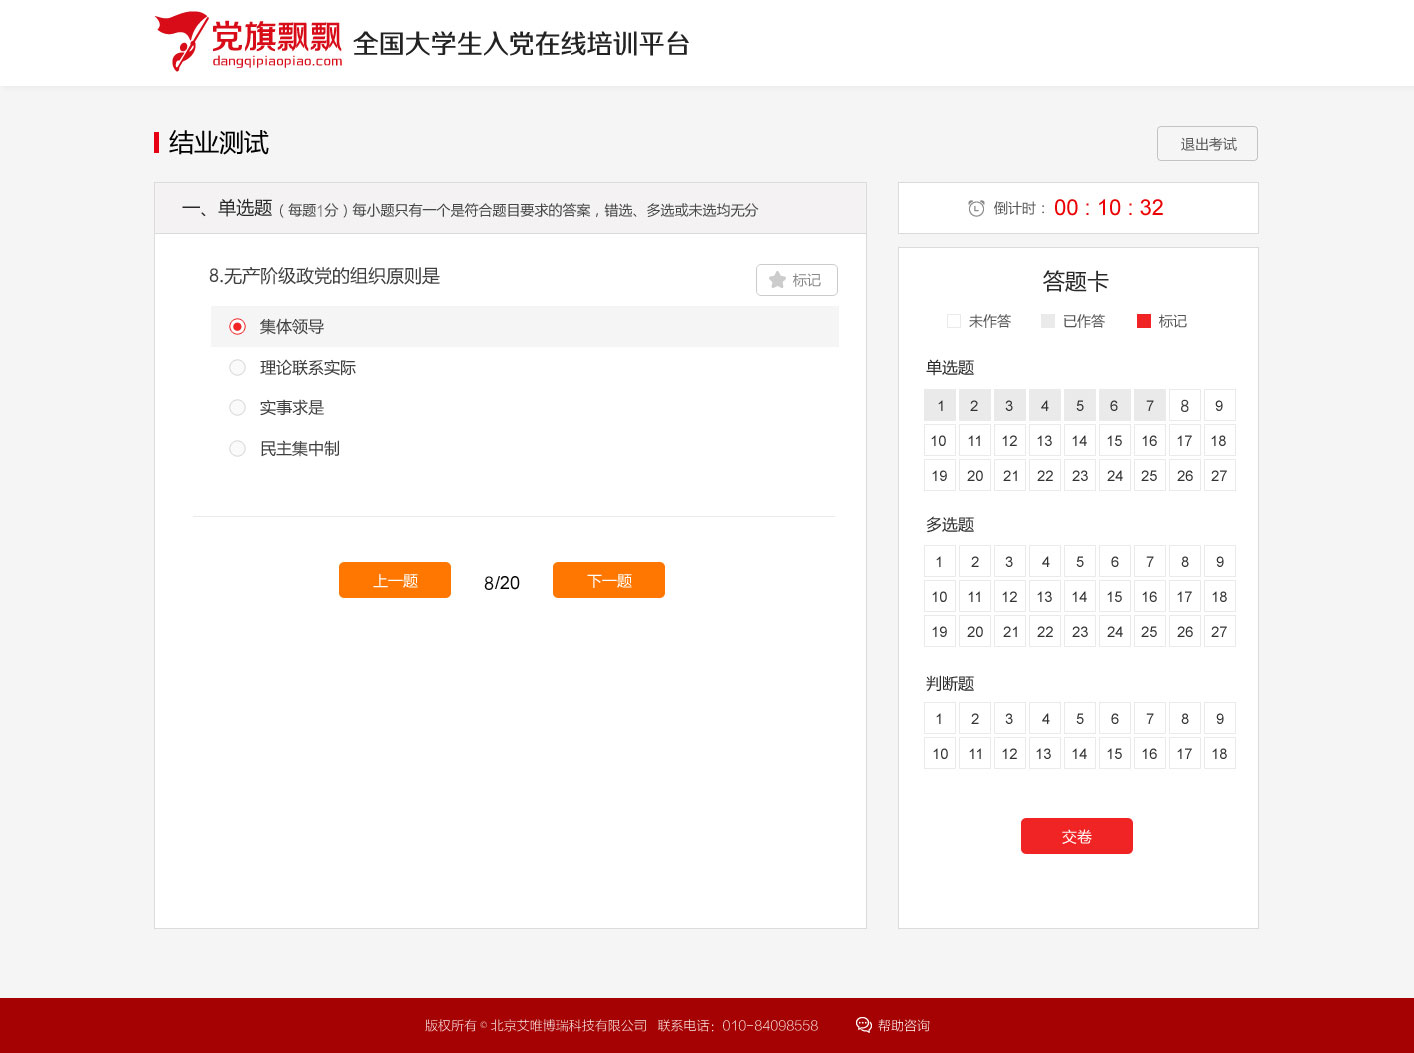 党旗飘飘
dangqipiaopiao.com
全国大学生入党在线培训平台
结业测试
退出考试
一、单选题（每题1分）每小题只有一个是符合题目要求的答案，错选、多选或未选均无分
8.无产阶级政党的组织原则是
标记
集体领导
理论联系实际
实事求是
民主集中制
上一题 8/20 下一题
倒计时： 00 : 10 : 32
答题卡
未作答 已作答 标记
单选题
1 2 3 4 5 6 7 8 9
10 11 12 13 14 15 16 17 18
19 20 21 22 23 24 25 26 27
多选题
1 2 3 4 5 6 7 8 9
10 11 12 13 14 15 16 17 18
19 20 21 22 23 24 25 26 27
判断题
1 2 3 4 5 6 7 8 9
10 11 12 13 14 15 16 17 18
交卷
版权所有 © 北京艾唯博瑞科技有限公司 联系电话：010-84098558 帮助咨询